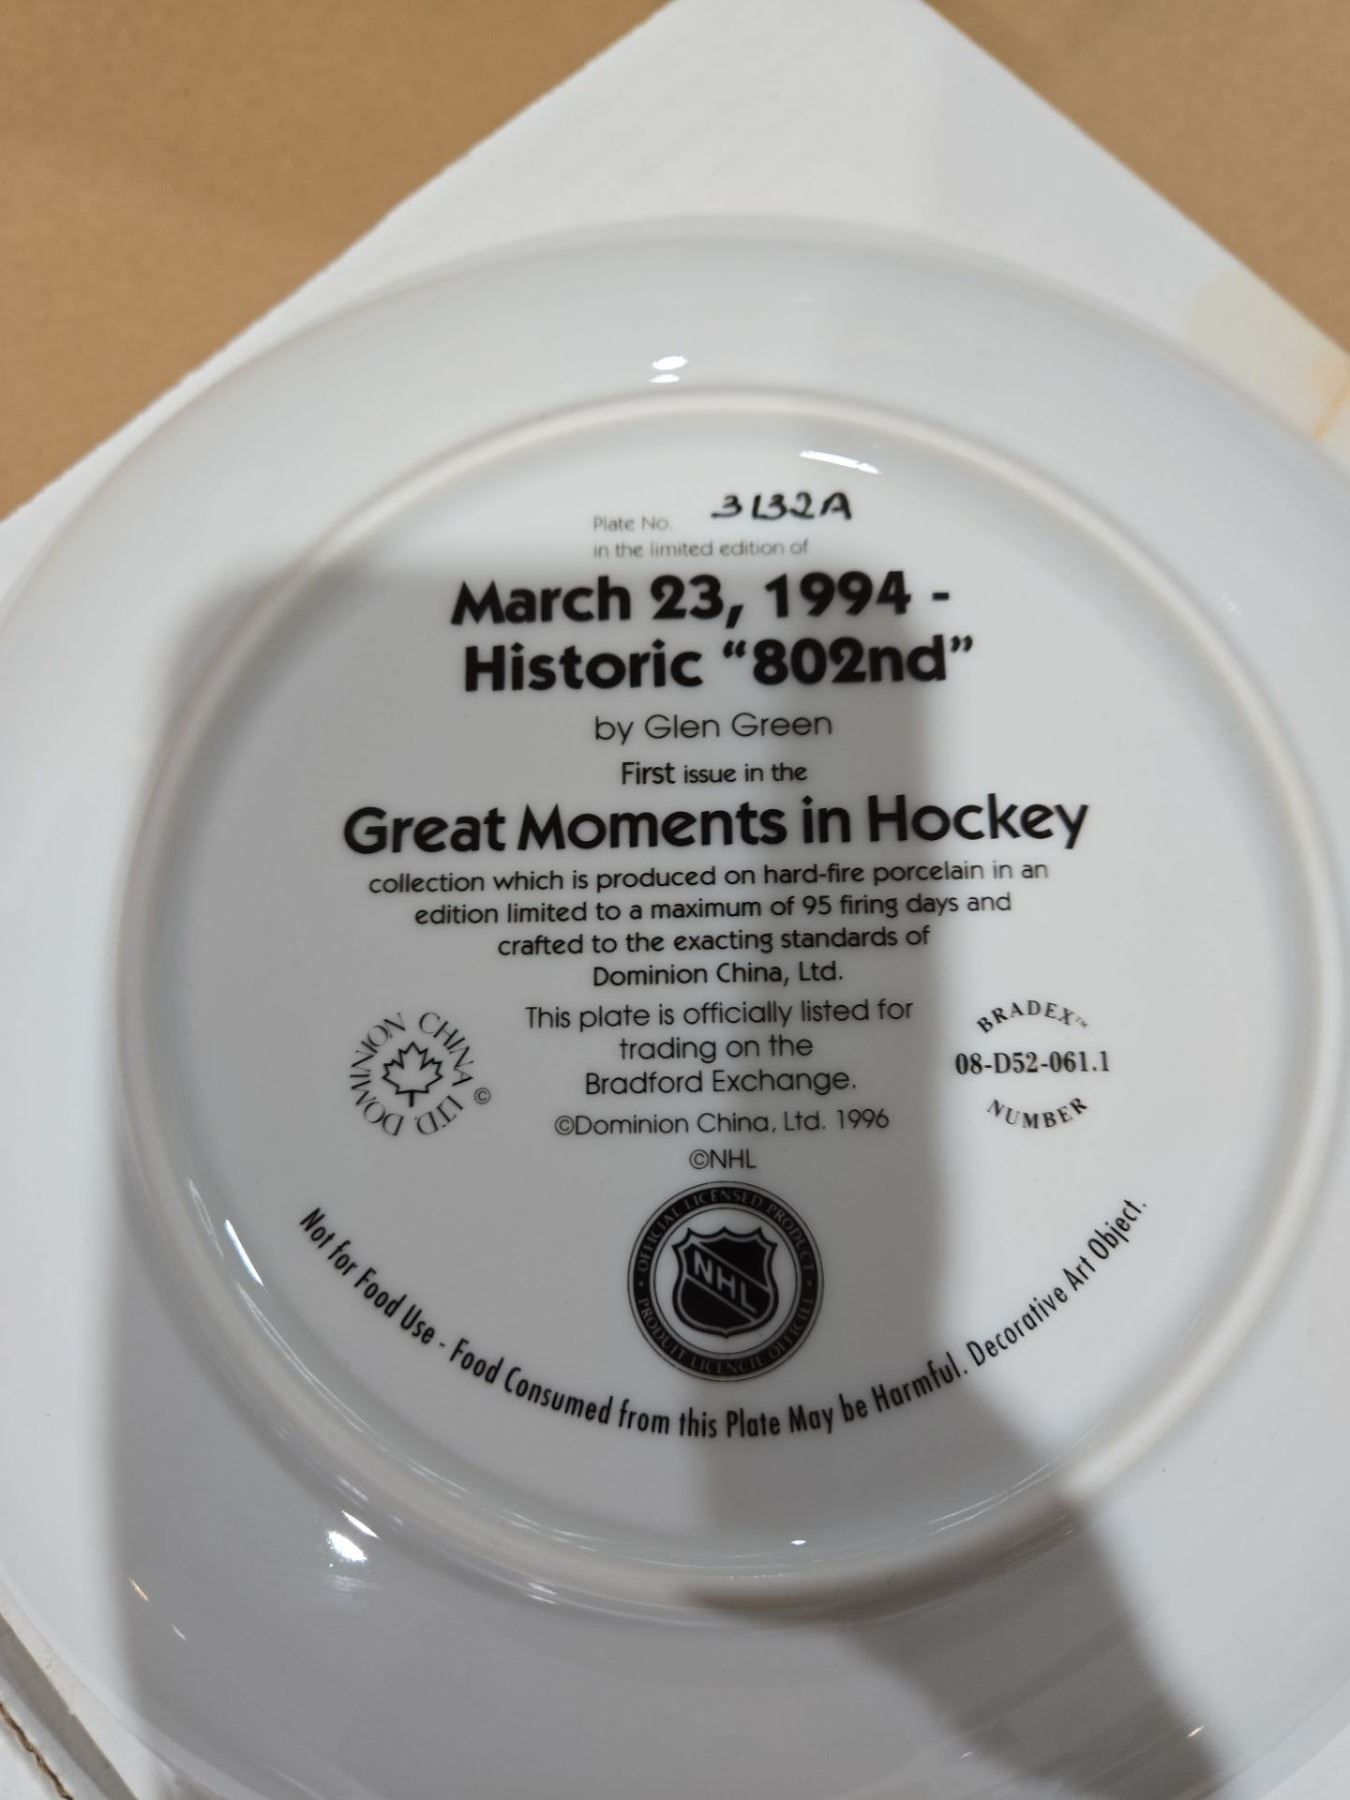 Plate No. 3132A
in the limited edition of
March 23, 1994 -
Historic “802nd”
by Glen Green
First issue in the
Great Moments in Hockey
collection which is produced on hard-fire porcelain in an
edition limited to a maximum of 95 firing days and
crafted to the exacting standards of
Dominion China, Ltd.
This plate is officially listed for
trading on the
Bradford Exchange.
©Dominion China, Ltd. 1996
©NHL
DOMINION CHINA LTD. ©
BRADEX™
08-D52-061.1
NUMBER
OFFICIAL LICENSED PRODUCT
NHL
PRODUIT LICENCIÉ OFFICIEL
Not for Food Use - Food Consumed from this Plate May be Harmful. Decorative Art Object.